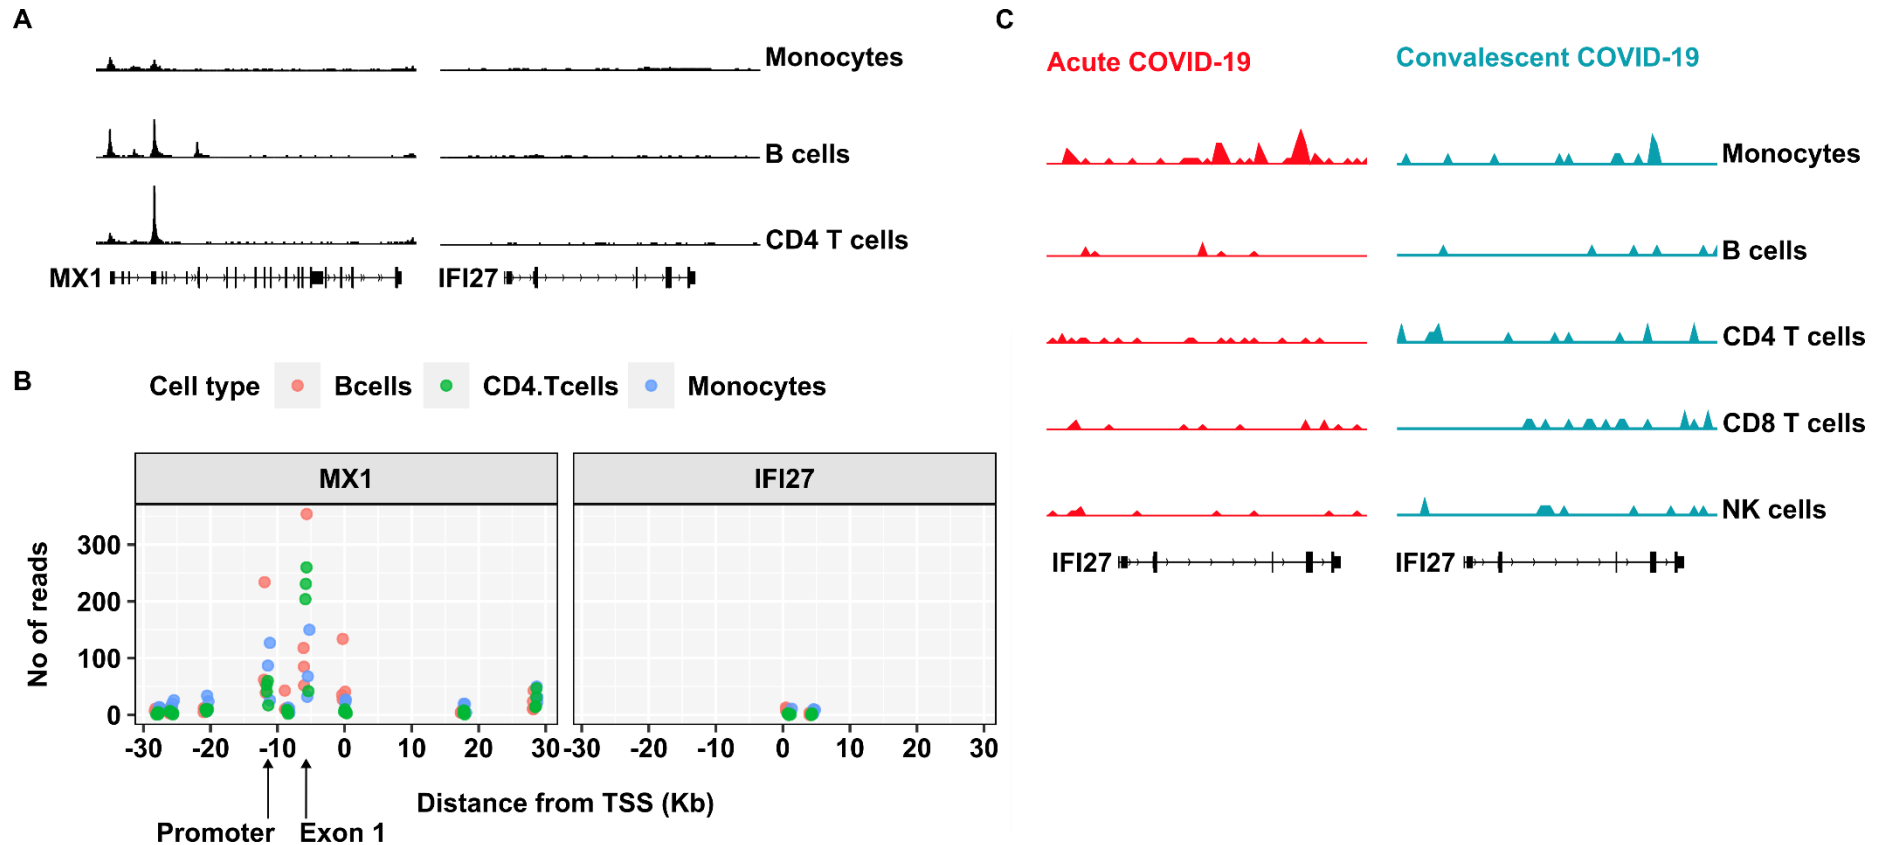 A
Monocytes
B cells
CD4 T cells
MX1
IFI27
B
Cell type Bcells CD4.Tcells Monocytes
MX1 IFI27
No of reads
300
200
100
0
-30 -20 -10 0 10 20 30 -30 -20 -10 0 10 20 30
Distance from TSS (Kb)
Promoter Exon 1
C
Acute COVID-19 Convalescent COVID-19
Monocytes
B cells
CD4 T cells
CD8 T cells
NK cells
IFI27 IFI27